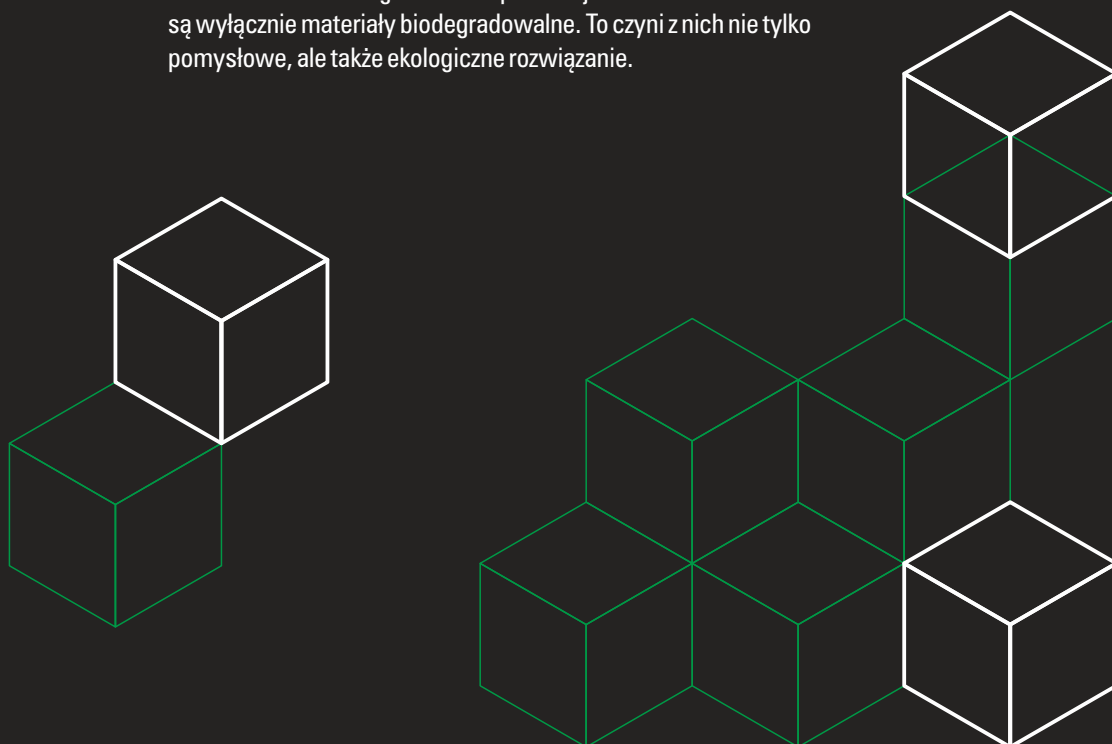 są wyłącznie materiały biodegradowalne. To czyni z nich nie tylko
pomysłowe, ale także ekologiczne rozwiązanie.